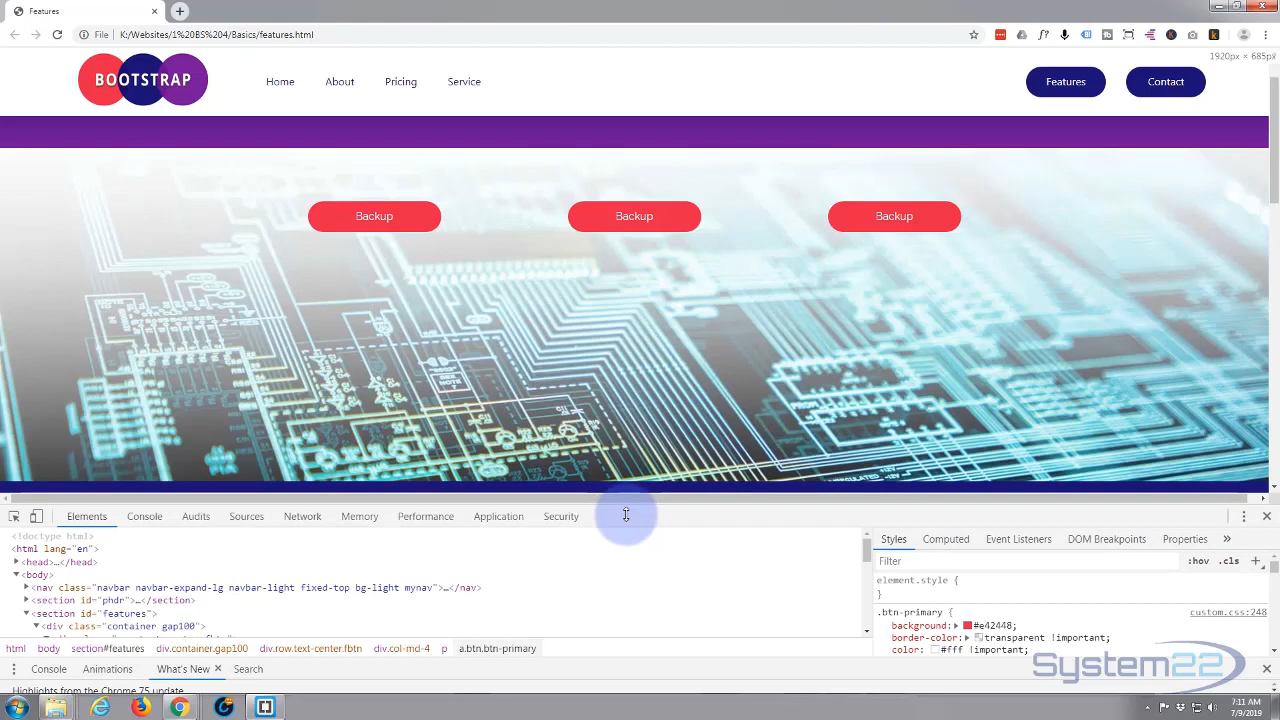 Features
File | K:/Websites/1%20BS%204/Basics/features.html
1920px × 685px
BOOTSTRAP
Home About Pricing Service Features Contact
Backup Backup Backup
Elements Console Audits Sources Network Memory Performance Application Security
<!doctype html>
<html lang="en">
<head>…</head>
<body>
<nav class="navbar navbar-expand-lg navbar-light fixed-top bg-light mynav">…</nav>
<section id="phdr">…</section>
<section id="features">
<div class="container gap100">
html body section#features div.container.gap100 div.row.text-center.fbtn div.col-md-4 p a.btn.btn-primary
Styles Computed Event Listeners DOM Breakpoints Properties »
Filter :hov .cls +
element.style {
}
.btn-primary { custom.css:248
background: #e42448;
border-color: transparent !important;
color: #fff !important;
Console Animations What's New × Search
Highlights from the Chrome 75 update
System22
7:11 AM
7/9/2019